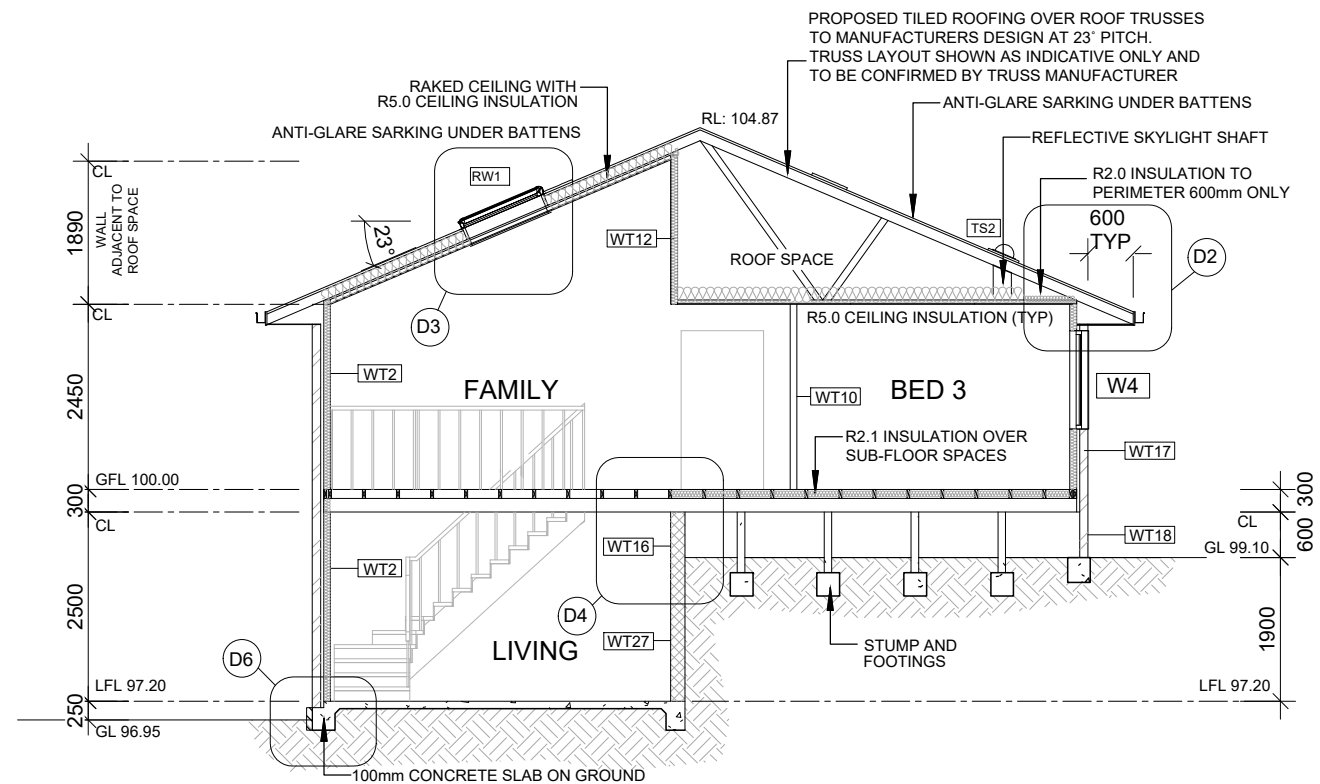 PROPOSED TILED ROOFING OVER ROOF TRUSSES
TO MANUFACTURERS DESIGN AT 23° PITCH.
TRUSS LAYOUT SHOWN AS INDICATIVE ONLY AND
TO BE CONFIRMED BY TRUSS MANUFACTURER
RAKED CEILING WITH
R5.0 CEILING INSULATION
ANTI-GLARE SARKING UNDER BATTENS
RL: 104.87
ANTI-GLARE SARKING UNDER BATTENS
REFLECTIVE SKYLIGHT SHAFT
R2.0 INSULATION TO
PERIMETER 600mm ONLY
CL
1890
WALL
ADJACENT TO
ROOF SPACE
RW1
23°
WT12
ROOF SPACE
TS2
600
TYP
D2
D3
CL
R5.0 CEILING INSULATION (TYP)
2450
WT2
FAMILY
WT10
BED 3
W4
R2.1 INSULATION OVER
SUB-FLOOR SPACES
WT17
GFL 100.00
300
CL
300
CL
600
WT16
WT18
GL 99.10
2500
WT2
D4
WT27
LIVING
STUMP AND
FOOTINGS
1900
D6
LFL 97.20
LFL 97.20
250
GL 96.95
100mm CONCRETE SLAB ON GROUND